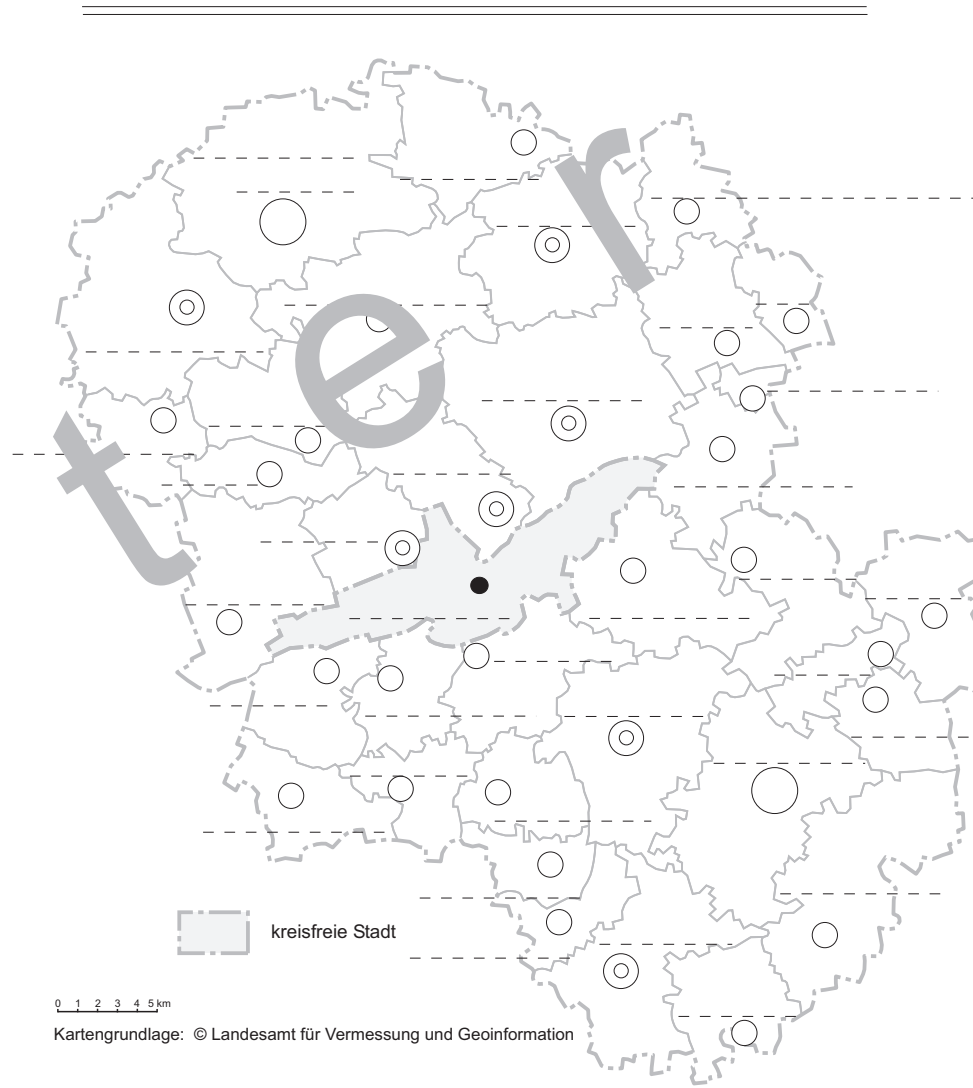 t e r
kreisfreie Stadt
0 1 2 3 4 5 km
Kartengrundlage: © Landesamt für Vermessung und Geoinformation